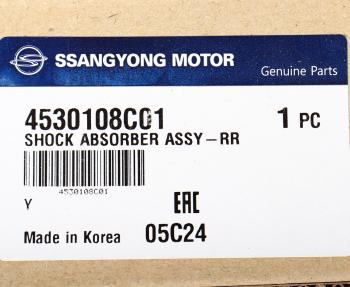 SSANGYONG MOTOR
Genuine Parts
4530108C01 1 PC
SHOCK ABSORBER ASSY-RR
4530108C01
Y EAC
Made in Korea 05C24